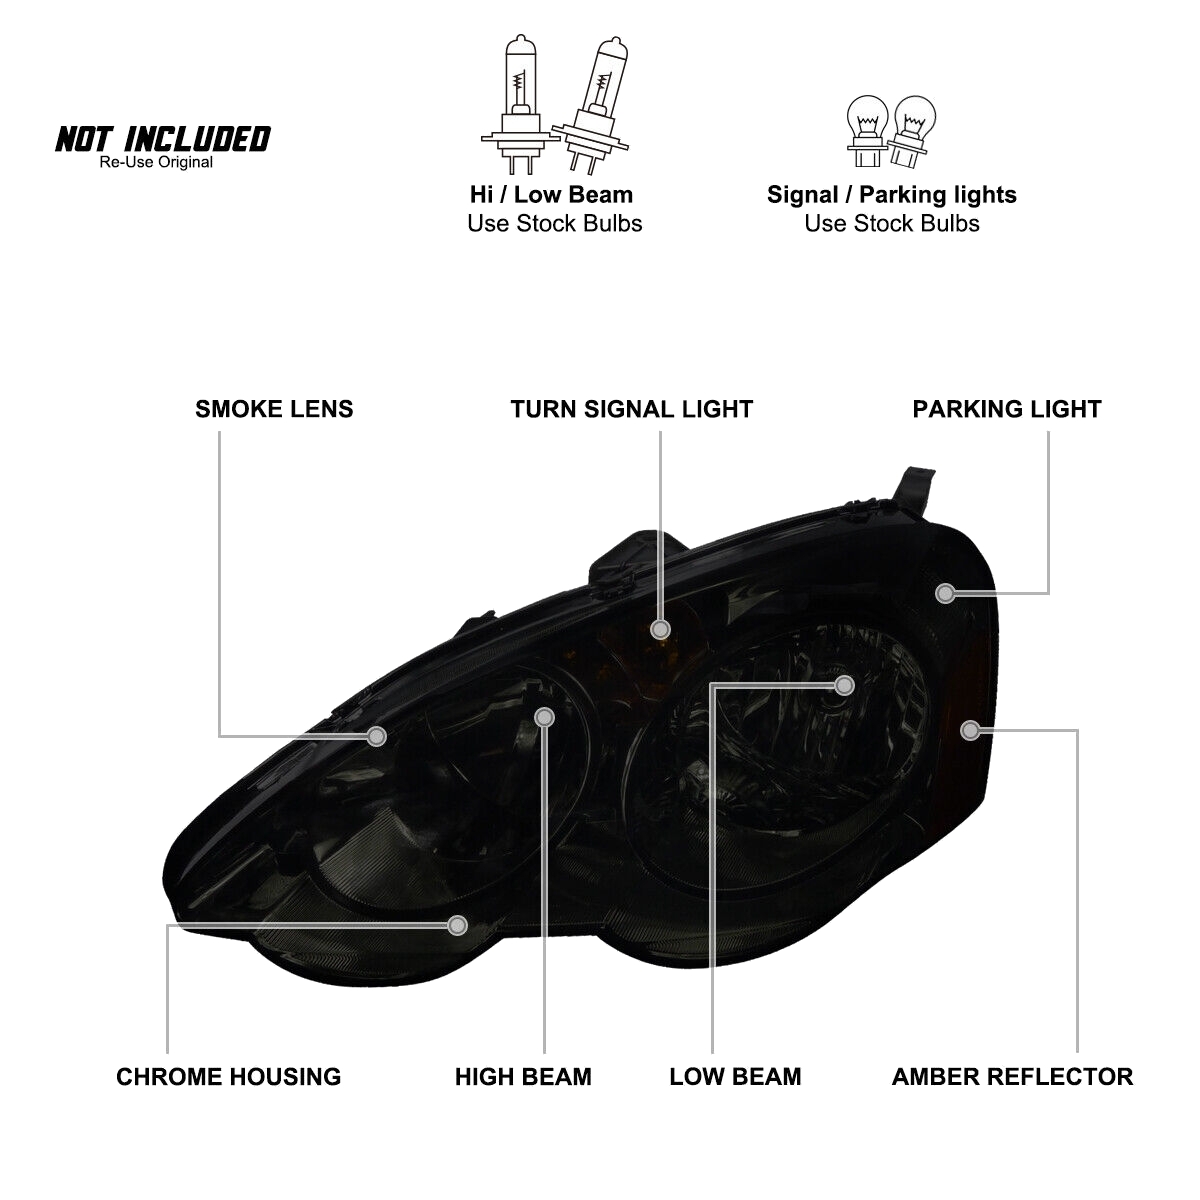 NOT INCLUDED
Re-Use Original
Hi / Low Beam
Use Stock Bulbs
Signal / Parking lights
Use Stock Bulbs
SMOKE LENS
TURN SIGNAL LIGHT
PARKING LIGHT
CHROME HOUSING
HIGH BEAM
LOW BEAM
AMBER REFLECTOR